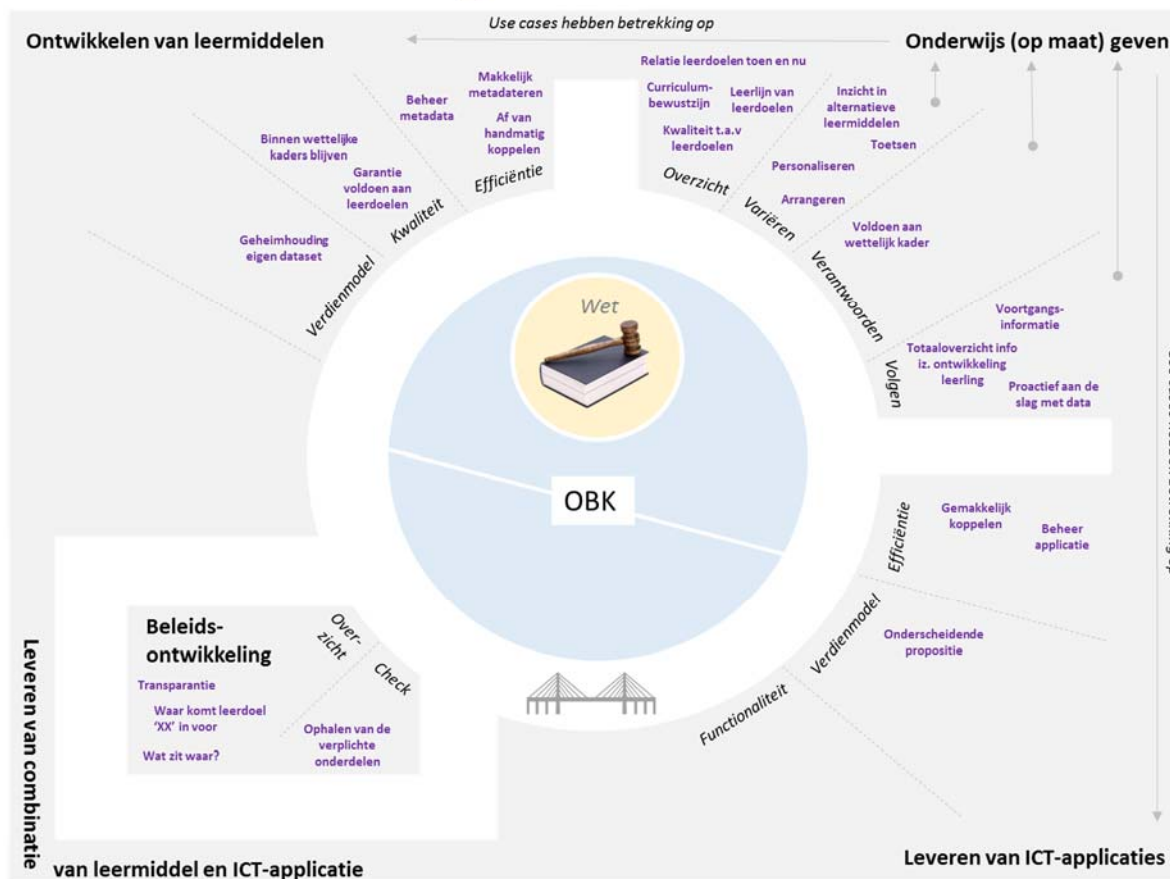 Use cases hebben betrekking op
Ontwikkelen van leermiddelen
Onderwijs (op maat) geven
Beheer
metadata
Makkelijk
metadateren
Af van
handmatig
koppelen
Efficiëntie
Binnen wettelijke
kaders blijven
Garantie
voldoen aan
leerdoelen
Kwaliteit
Geheimhouding
eigen dataset
Verdienmodel
Relatie leerdoelen toen en nu
Curriculum-
bewustzijn
Leerlijn van
leerdoelen
Kwaliteit t.a.v
leerdoelen
Overzicht
Inzicht in
alternatieve
leermiddelen
Toetsen
Personaliseren
Arrangeren
Variëren
Voldoen aan
wettelijk kader
Verantwoorden
Voortgangs-
informatie
Totaaloverzicht info
iz. ontwikkeling
leerling
Proactief aan de
slag met data
Volgen
Wet
OBK
Gemakkelijk
koppelen
Beheer
applicatie
Efficiëntie
Onderscheidende
propositie
Verdienmodel
Functionaliteit
Beleids-
ontwikkeling
Over-
zicht
Check
Transparantie
Waar komt leerdoel
‘XX’ in voor
Wat zit waar?
Ophalen van de
verplichte
onderdelen
Leveren van combinatie
van leermiddel en ICT-applicatie
Leveren van ICT-applicaties